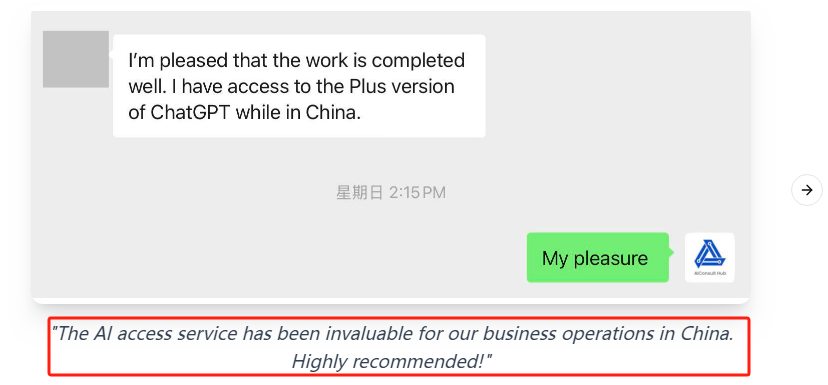 I’m pleased that the work is completed
well. I have access to the Plus version
of ChatGPT while in China.
星期日 2:15 PM
My pleasure
AIConsult Hub
"The AI access service has been invaluable for our business operations in China.
Highly recommended!"